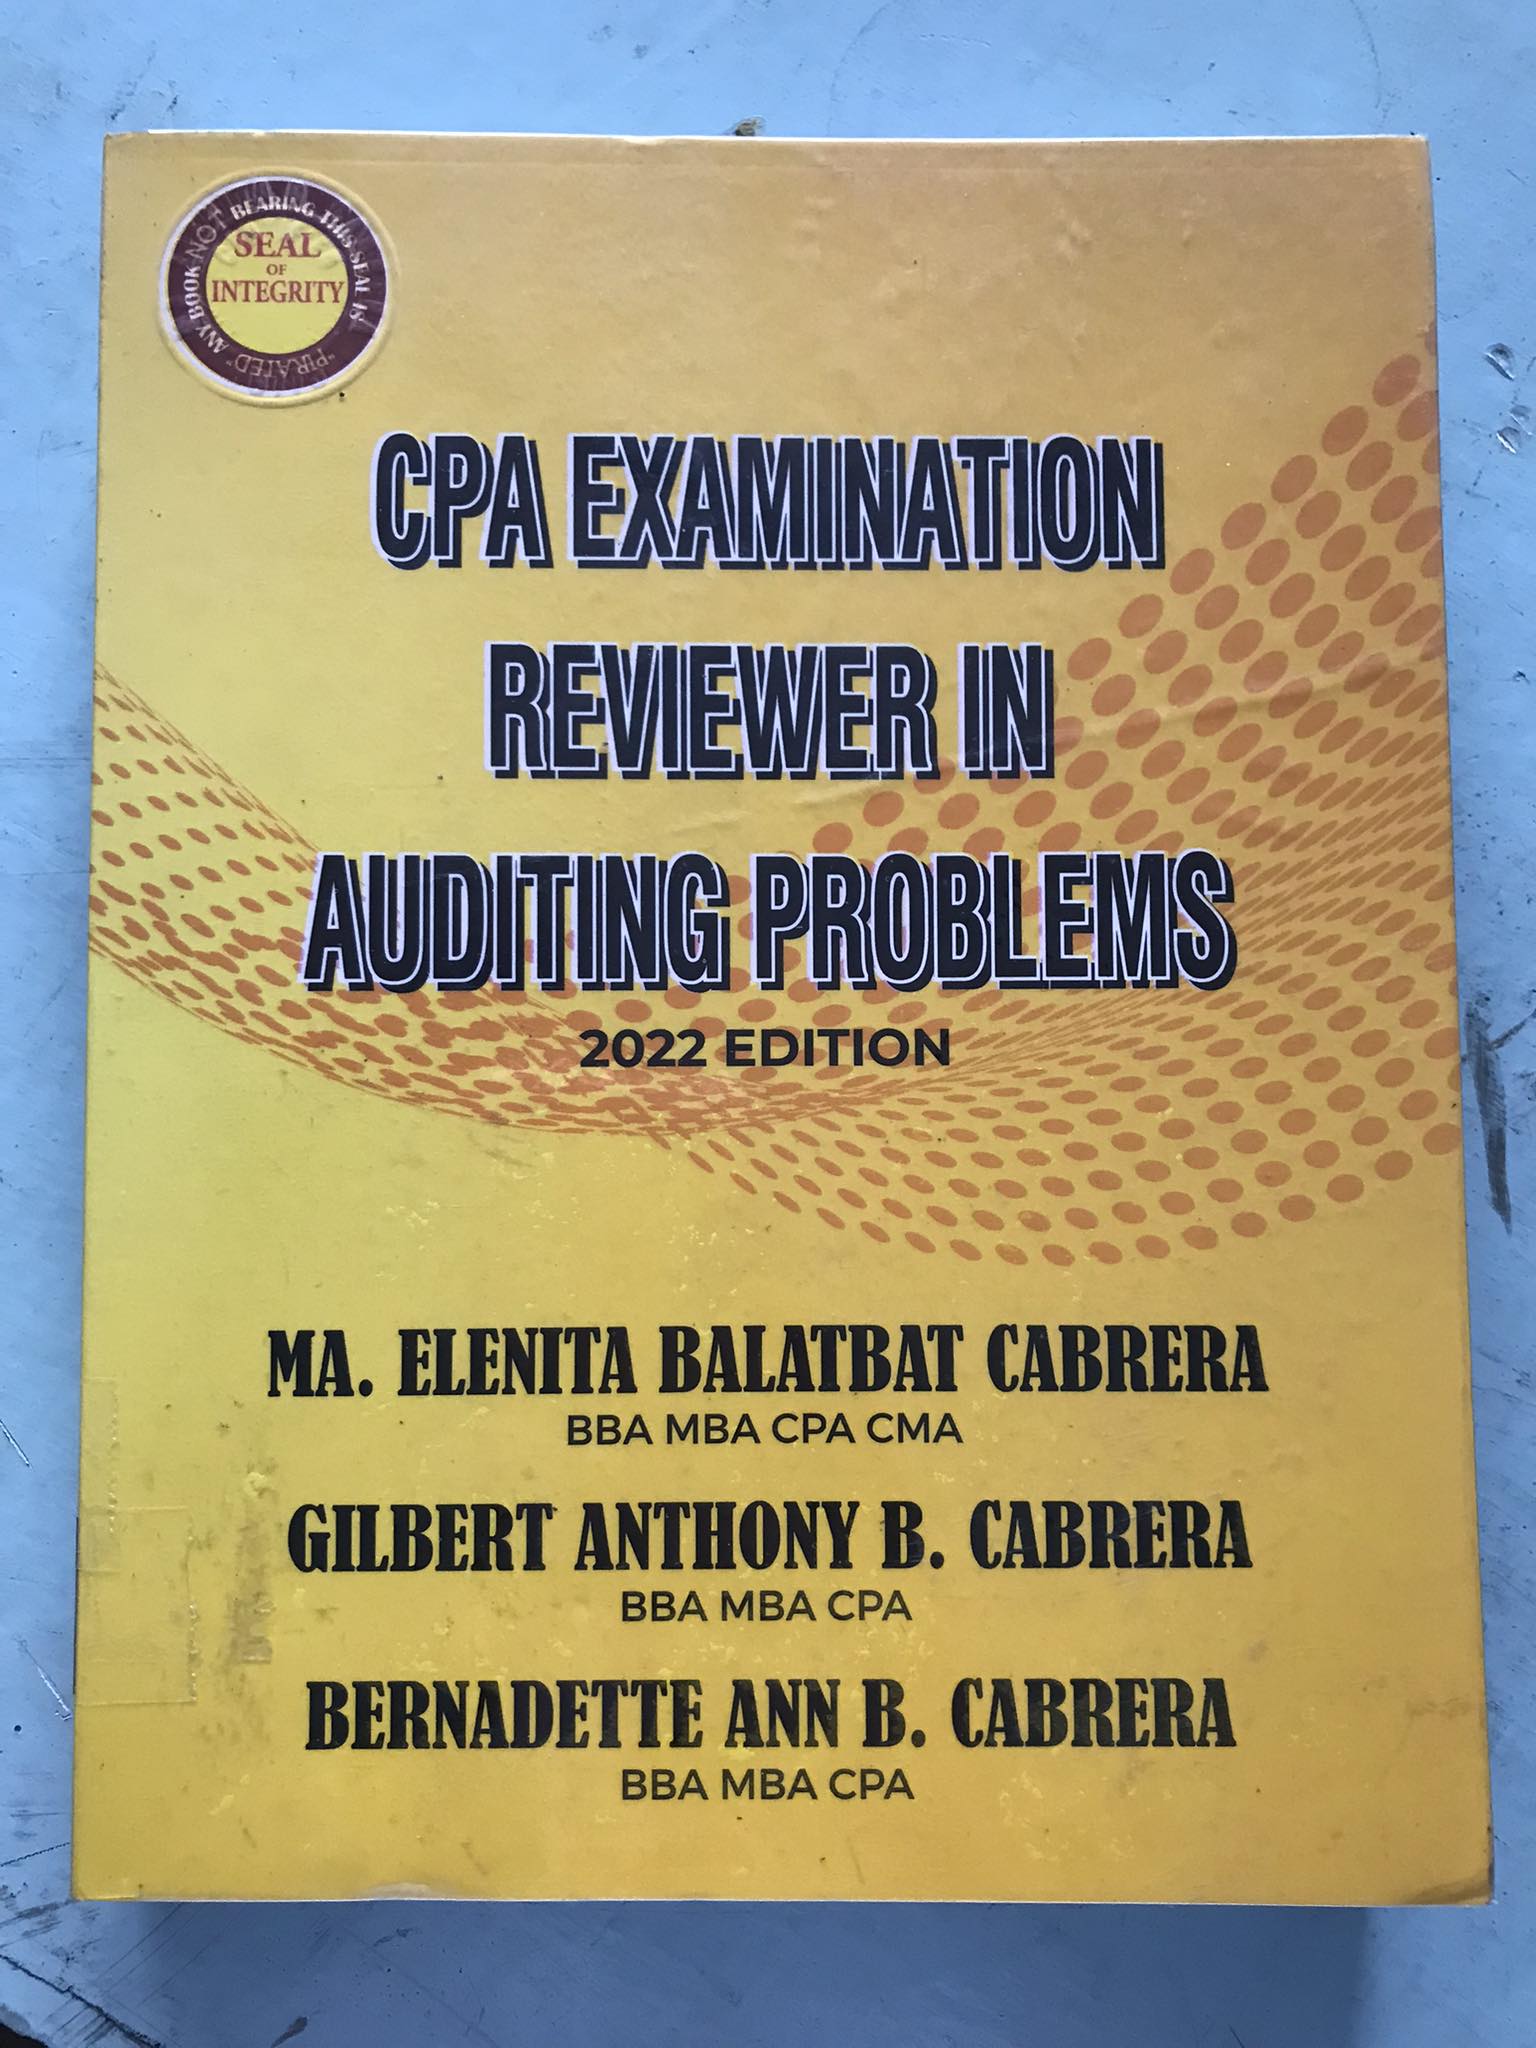 ANY BOOK NOT BEARING THIS SEAL IS "PIRATED"
SEAL
OF
INTEGRITY
CPA EXAMINATION
REVIEWER IN
AUDITING PROBLEMS
2022 EDITION
MA. ELENITA BALATBAT CABRERA
BBA MBA CPA CMA
GILBERT ANTHONY B. CABRERA
BBA MBA CPA
BERNADETTE ANN B. CABRERA
BBA MBA CPA